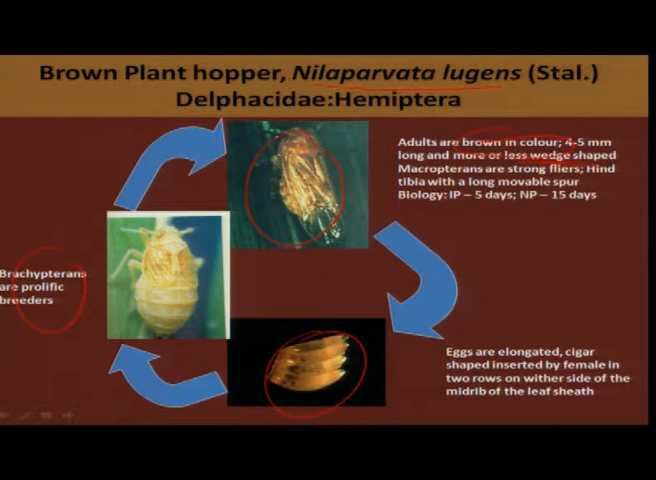 Brown Plant hopper, Nilaparvata lugens (Stal.)
Delphacidae:Hemiptera
Adults are brown in colour; 4-5 mm
long and more or less wedge shaped
Macropterans are strong fliers; Hind
tibia with a long movable spur
Biology: IP – 5 days; NP – 15 days
Brachypterans
are prolific
breeders
Eggs are elongated, cigar
shaped inserted by female in
two rows on wither side of the
midrib of the leaf sheath